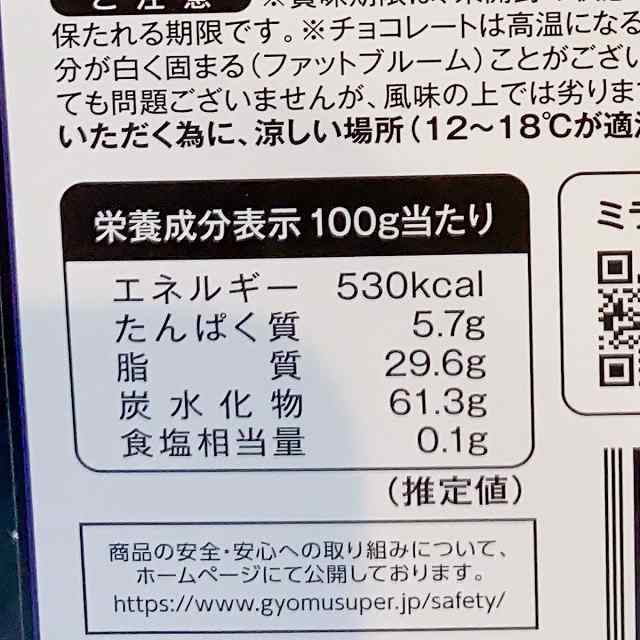 ご注意
保たれる期限です。※チョコレートは高温になる
分が白く固まる(ファットブルーム)ことがござい
ても問題ございませんが、風味の上では劣りま
いただく為に、涼しい場所(12〜18℃が適
栄養成分表示 100g当たり
エネルギー 530kcal
たんぱく質 5.7g
脂質 29.6g
炭水化物 61.3g
食塩相当量 0.1g
(推定値)
商品の安全・安心への取り組みについて、
ホームページにて公開しております。
https://www.gyomusuper.jp/safety/
ミラ